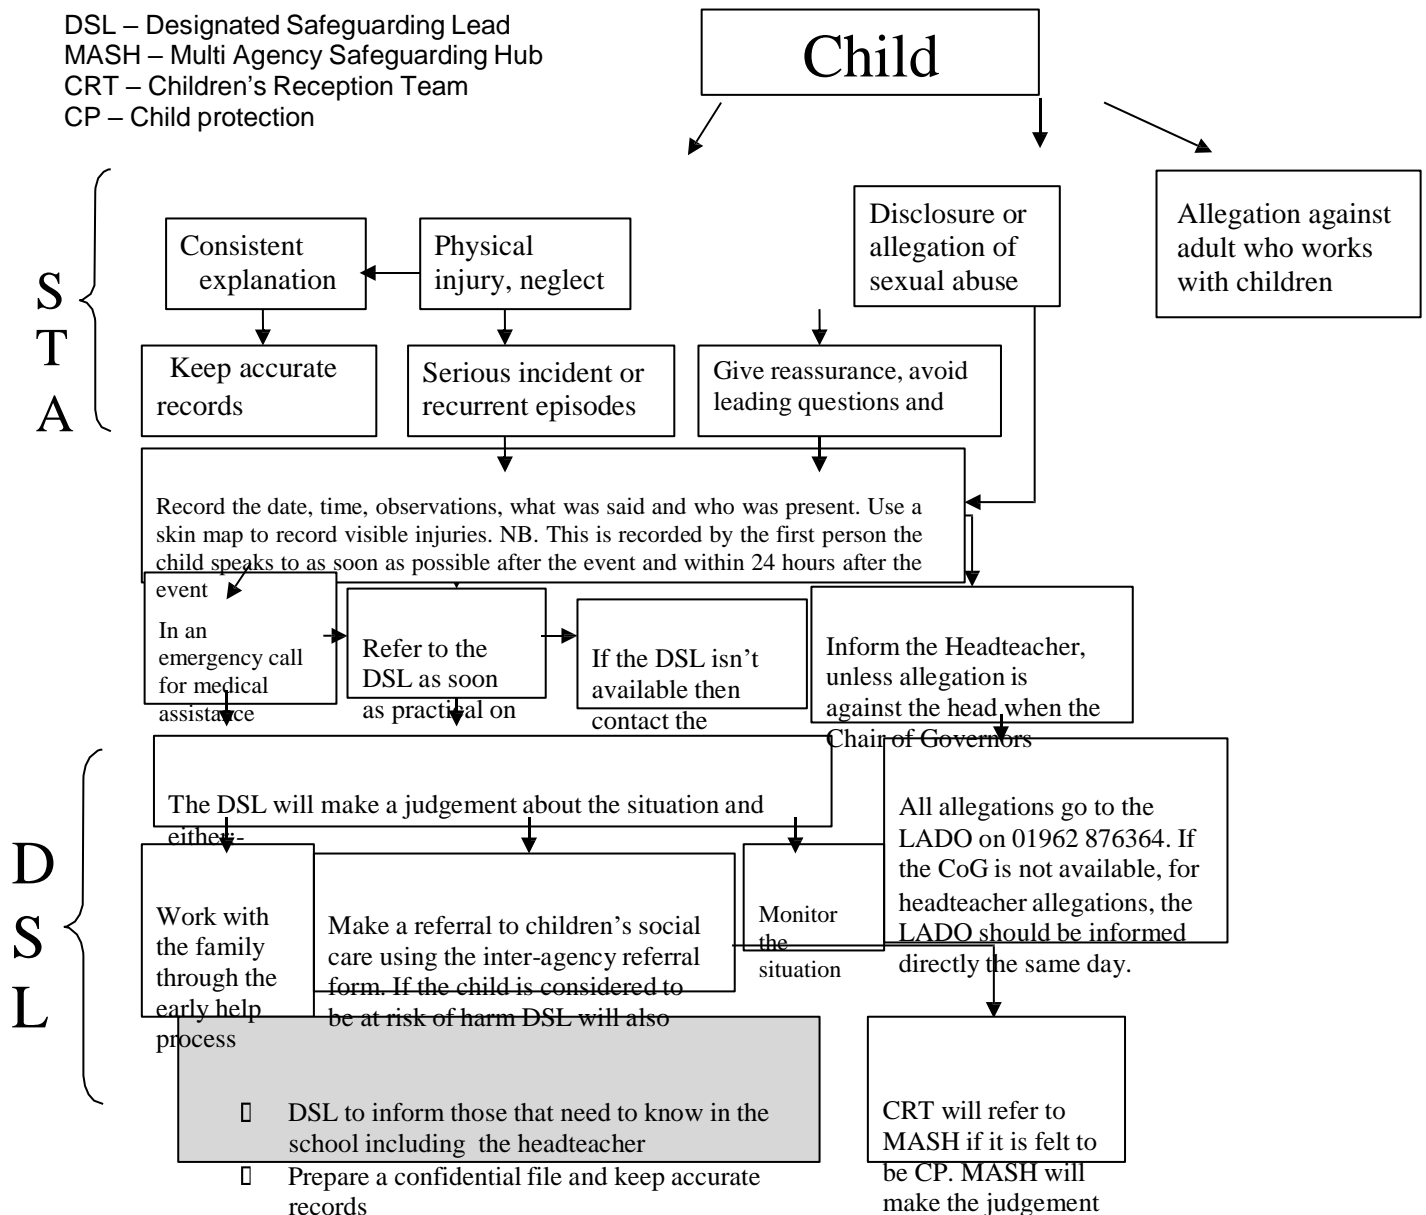 DSL – Designated Safeguarding Lead
MASH – Multi Agency Safeguarding Hub
CRT – Children’s Reception Team
CP – Child protection
Child
S
T
A
Consistent
explanation
Physical
injury, neglect
Disclosure or
allegation of
sexual abuse
Allegation against
adult who works
with children
Keep accurate
records
Serious incident or
recurrent episodes
Give reassurance, avoid
leading questions and
Record the date, time, observations, what was said and who was present. Use a
skin map to record visible injuries. NB. This is recorded by the first person the
child speaks to as soon as possible after the event and within 24 hours after the
event
In an
emergency call
for medical
assistance
Refer to the
DSL as soon
as practical on
If the DSL isn’t
available then
contact the
Inform the Headteacher,
unless allegation is
against the head when the
Chair of Governors
D
S
L
The DSL will make a judgement about the situation and
either:-
All allegations go to the
LADO on 01962 876364. If
the CoG is not available, for
headteacher allegations, the
LADO should be informed
directly the same day.
Work with
the family
through the
early help
process
Make a referral to children’s social
care using the inter-agency referral
form. If the child is considered to
be at risk of harm DSL will also
Monitor
the
situation
DSL to inform those that need to know in the
school including the headteacher
Prepare a confidential file and keep accurate
records
CRT will refer to
MASH if it is felt to
be CP. MASH will
make the judgement